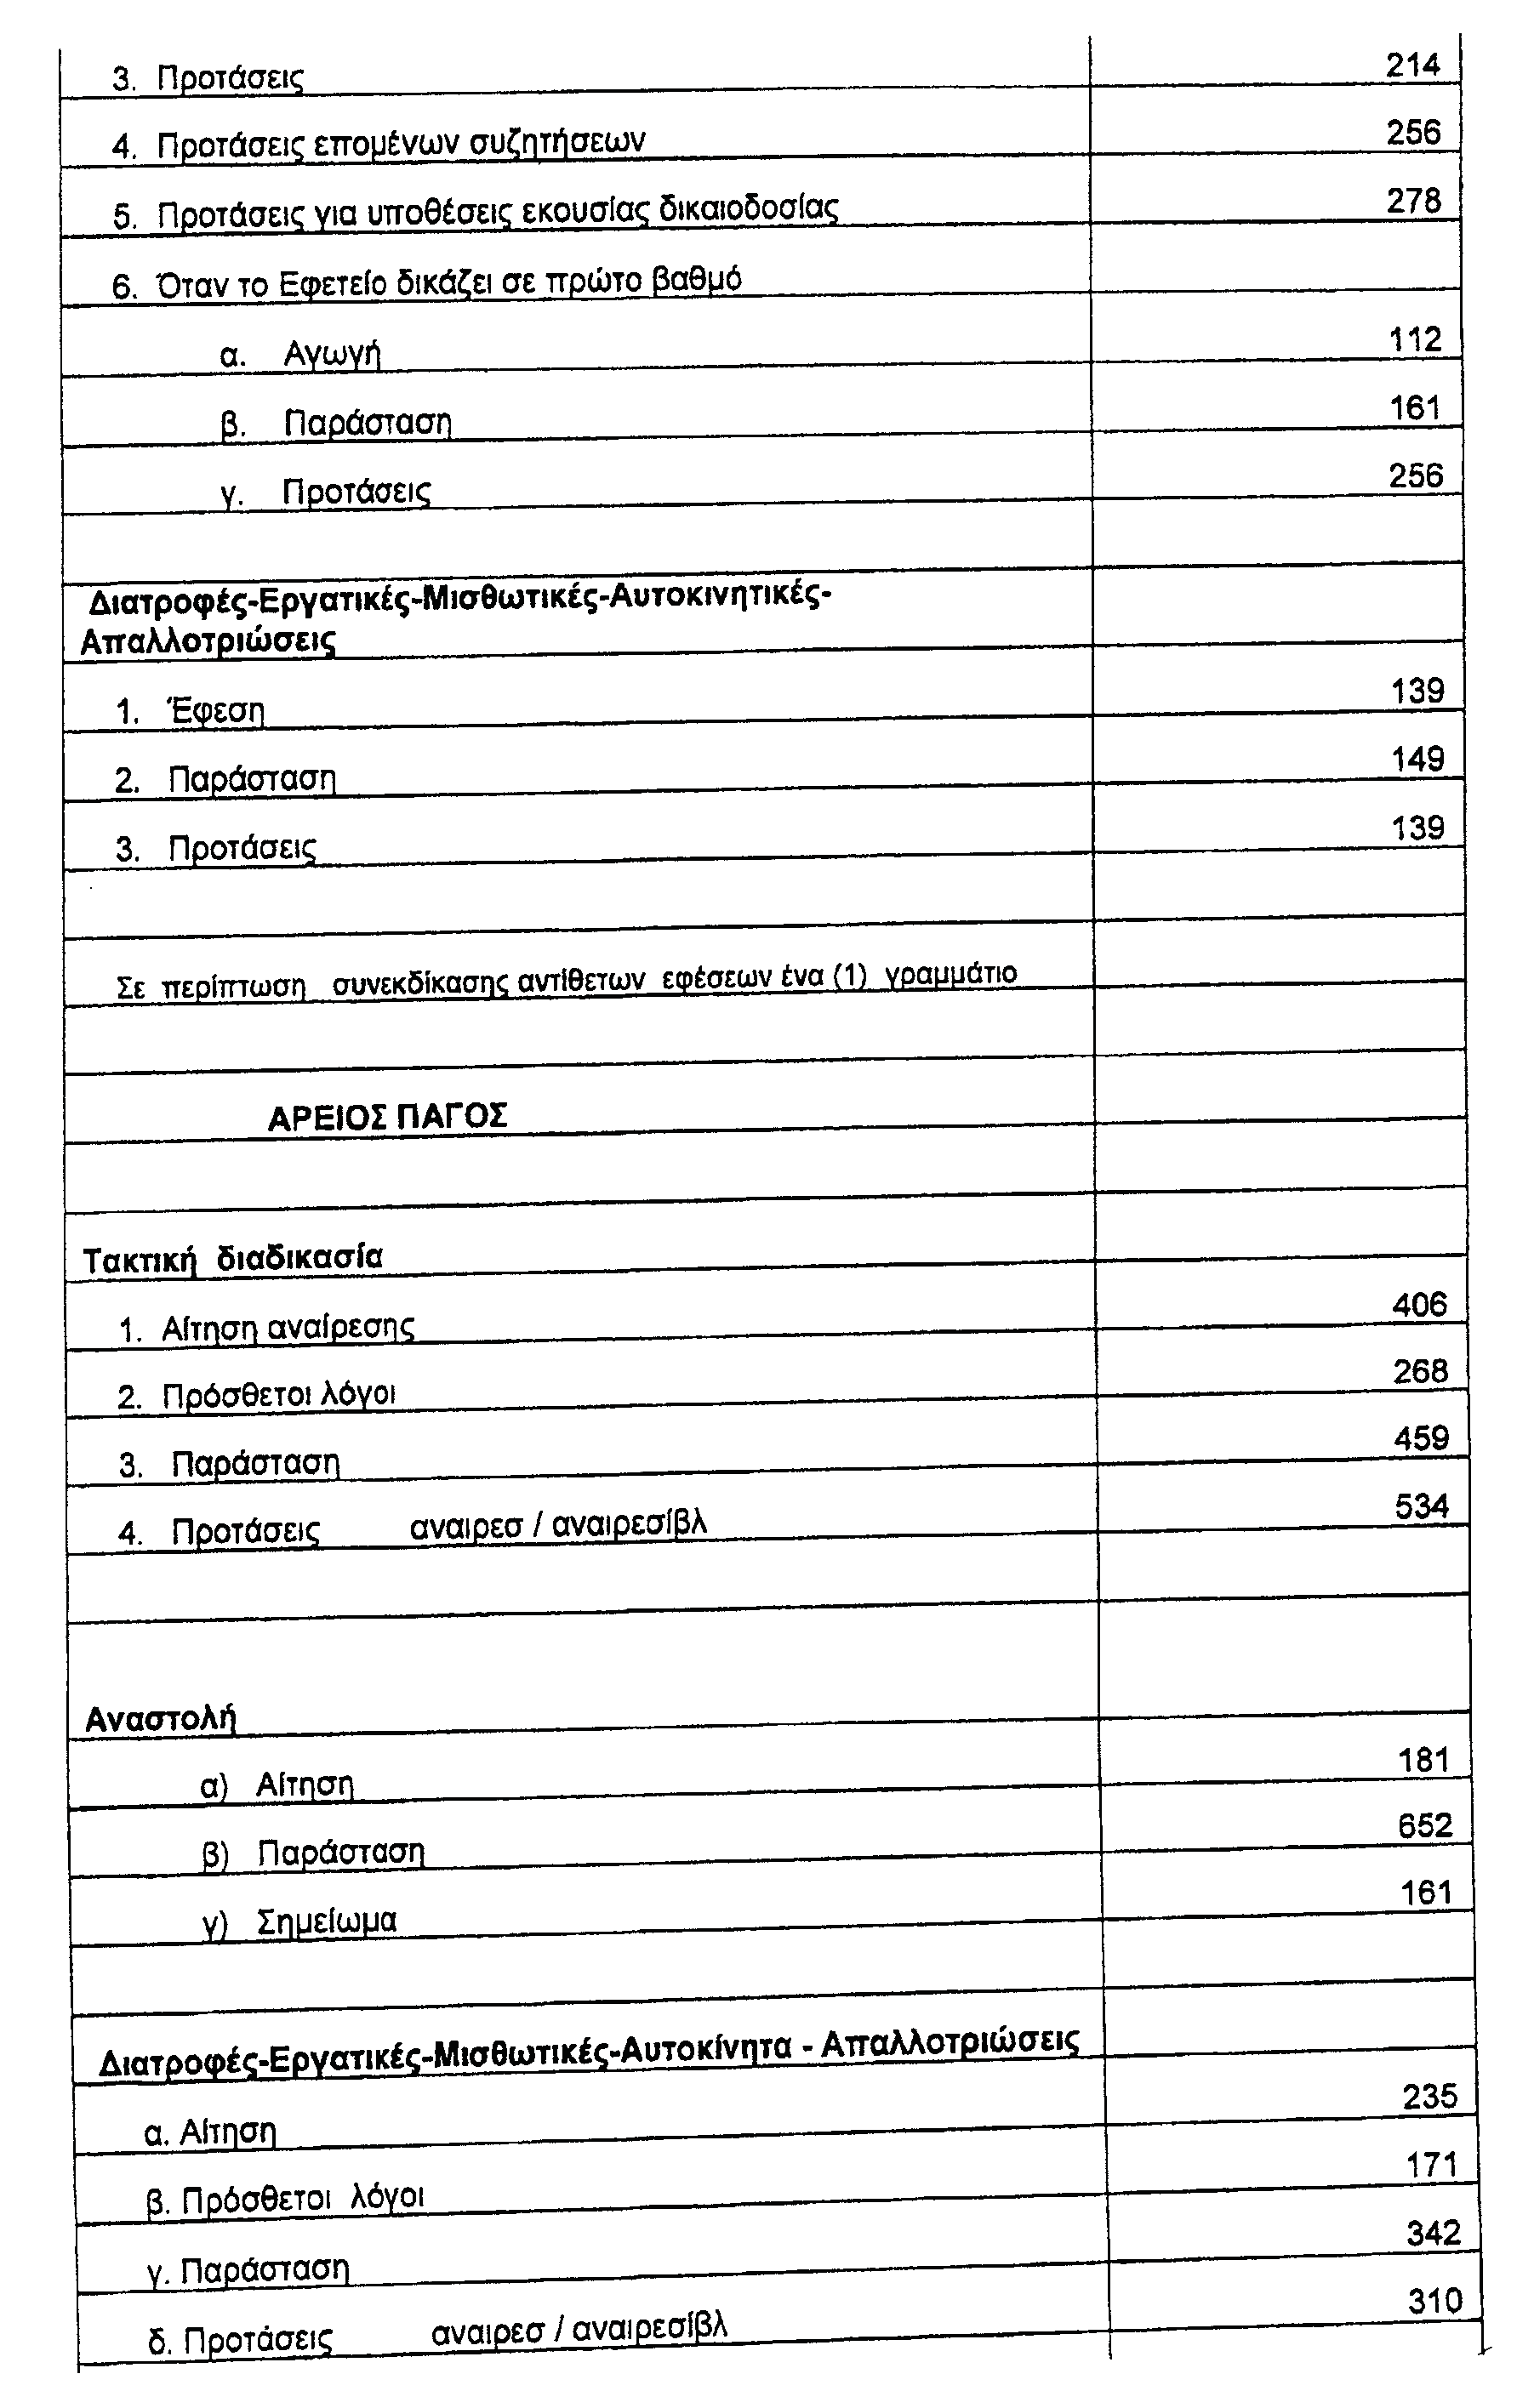 3. Προτάσεις 214
4. Προτάσεις επομένων συζητήσεων 256
5. Προτάσεις για υποθέσεις εκουσίας δικαιοδοσίας 278
6. Όταν το Εφετείο δικάζει σε πρώτο βαθμό
α. Αγωγή 112
β. Παράσταση 161
γ. Προτάσεις 256
Διατροφές-Εργατικές-Μισθωτικές-Αυτοκινητικές-
Απαλλοτριώσεις
1. Έφεση 139
2. Παράσταση 149
3. Προτάσεις 139
Σε περίπτωση συνεκδίκασης αντίθετων εφέσεων ένα (1) γραμμάτιο
ΑΡΕΙΟΣ ΠΑΓΟΣ
Τακτική διαδικασία
1. Αίτηση αναίρεσης 406
2. Πρόσθετοι λόγοι 268
3. Παράσταση 459
4. Προτάσεις αναιρεσ / αναιρεσίβλ 534
Αναστολή
α) Αίτηση 181
β) Παράσταση 652
γ) Σημείωμα 161
Διατροφές-Εργατικές-Μισθωτικές-Αυτοκίνητα - Απαλλοτριώσεις
α. Αίτηση 235
β. Πρόσθετοι λόγοι 171
γ. Παράσταση 342
δ. Προτάσεις αναιρεσ / αναιρεσίβλ 310